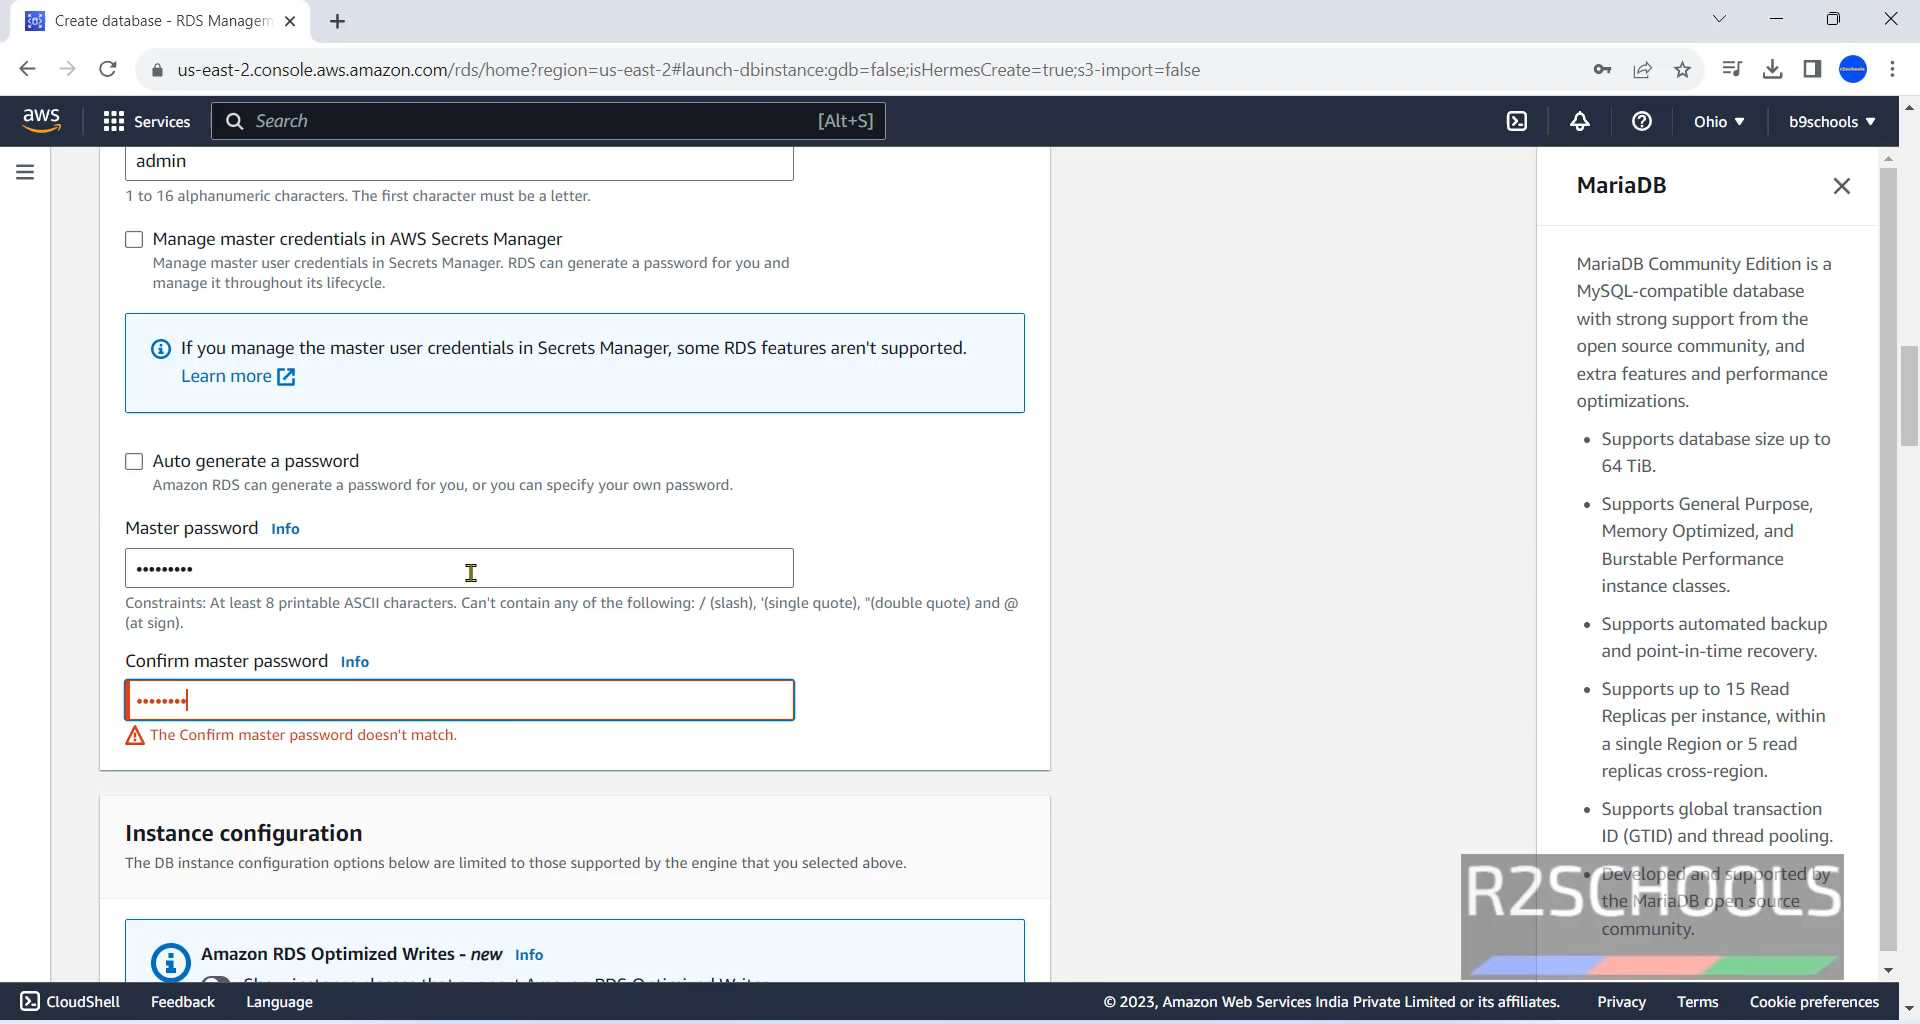 Create database - RDS Managem
us-east-2.console.aws.amazon.com/rds/home?region=us-east-2#launch-dbinstance:gdb=false;isHermesCreate=true;s3-import=false
aws
Services
Search
[Alt+S]
Ohio
b9schools
admin
1 to 16 alphanumeric characters. The first character must be a letter.
Manage master credentials in AWS Secrets Manager
Manage master user credentials in Secrets Manager. RDS can generate a password for you and
manage it throughout its lifecycle.
If you manage the master user credentials in Secrets Manager, some RDS features aren't supported.
Learn more
Auto generate a password
Amazon RDS can generate a password for you, or you can specify your own password.
Master password Info
•••••••••
Constraints: At least 8 printable ASCII characters. Can't contain any of the following: / (slash), '(single quote), "(double quote) and @
(at sign).
Confirm master password Info
••••••••
The Confirm master password doesn't match.
Instance configuration
The DB instance configuration options below are limited to those supported by the engine that you selected above.
Amazon RDS Optimized Writes - new Info
MariaDB
MariaDB Community Edition is a
MySQL-compatible database
with strong support from the
open source community, and
extra features and performance
optimizations.
• Supports database size up to
64 TiB.
• Supports General Purpose,
Memory Optimized, and
Burstable Performance
instance classes.
• Supports automated backup
and point-in-time recovery.
• Supports up to 15 Read
Replicas per instance, within
a single Region or 5 read
replicas cross-region.
• Supports global transaction
ID (GTID) and thread pooling.
• Developed and supported by
the MariaDB open source
community.
R2SCHOOLS
CloudShell
Feedback
Language
© 2023, Amazon Web Services India Private Limited or its affiliates.
Privacy
Terms
Cookie preferences